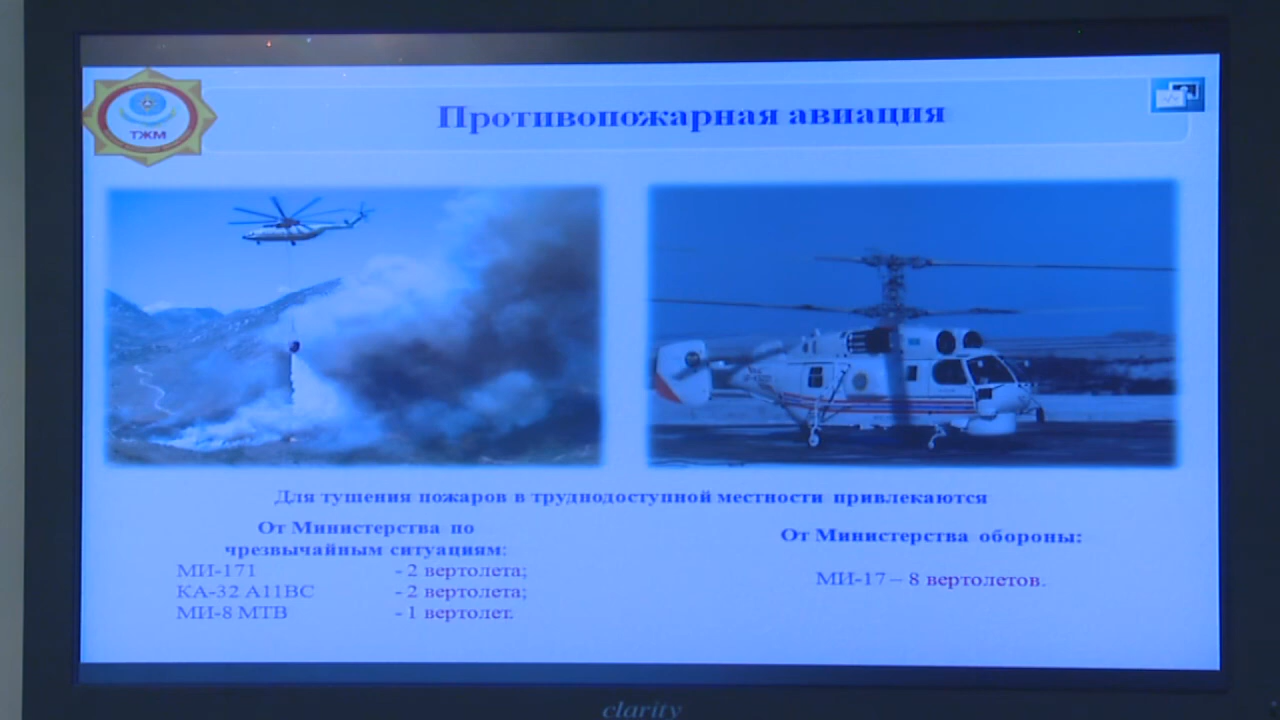 Противопожарная авиация
ТЖМ
Для тушения пожаров в труднодоступной местности привлекаются
От Министерства по
чрезвычайным ситуациям:
МИ-171 - 2 вертолета;
КА-32 А11ВС - 2 вертолета;
МИ-8 МТВ - 1 вертолет.
От Министерства обороны:
МИ-17 – 8 вертолетов.
clarity